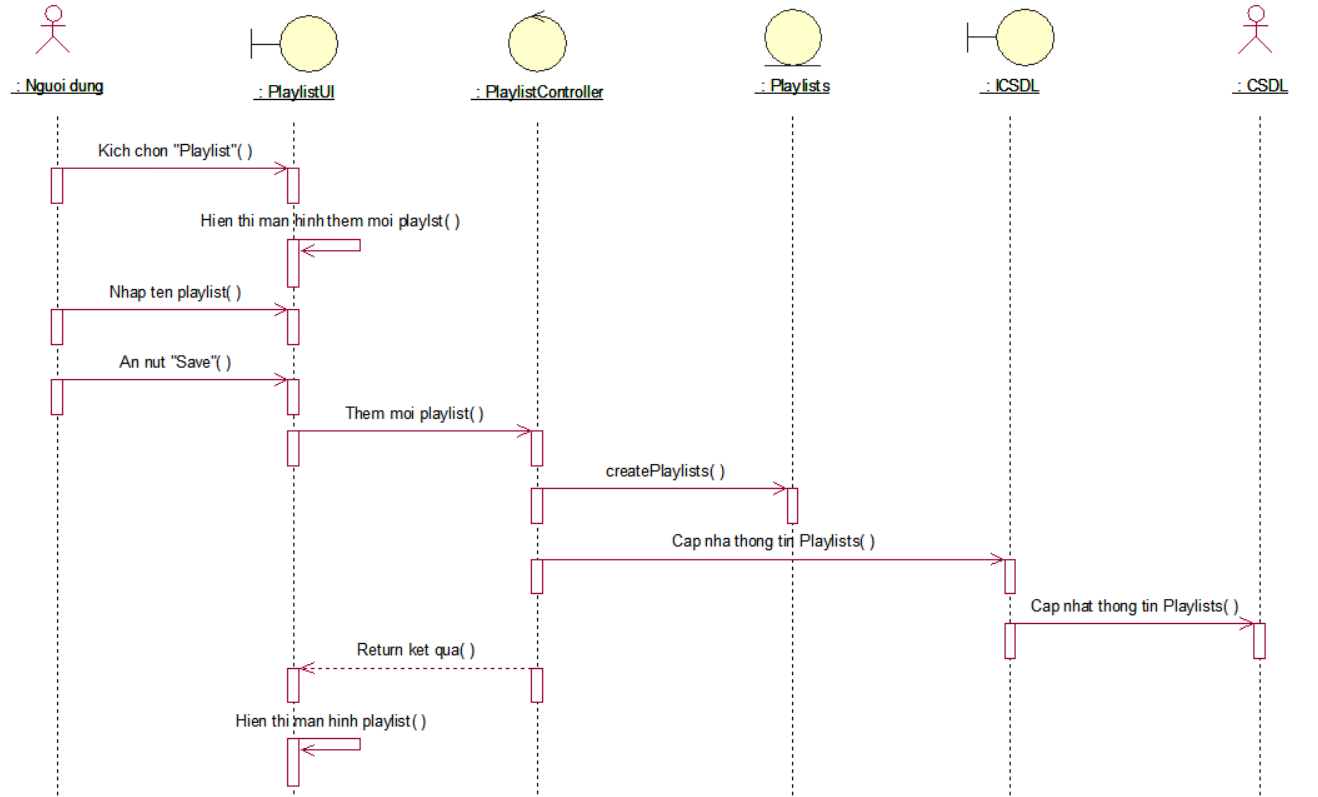 : Nguoi dung
: PlaylistUI
: PlaylistController
: Playlists
: ICSDL
: CSDL
Kich chon "Playlist"( )
Hien thi man hinh them moi playlst( )
Nhap ten playlist( )
An nut "Save"( )
Them moi playlist( )
createPlaylists( )
Cap nha thong tin Playlists( )
Cap nhat thong tin Playlists( )
Return ket qua( )
Hien thi man hinh playlist( )